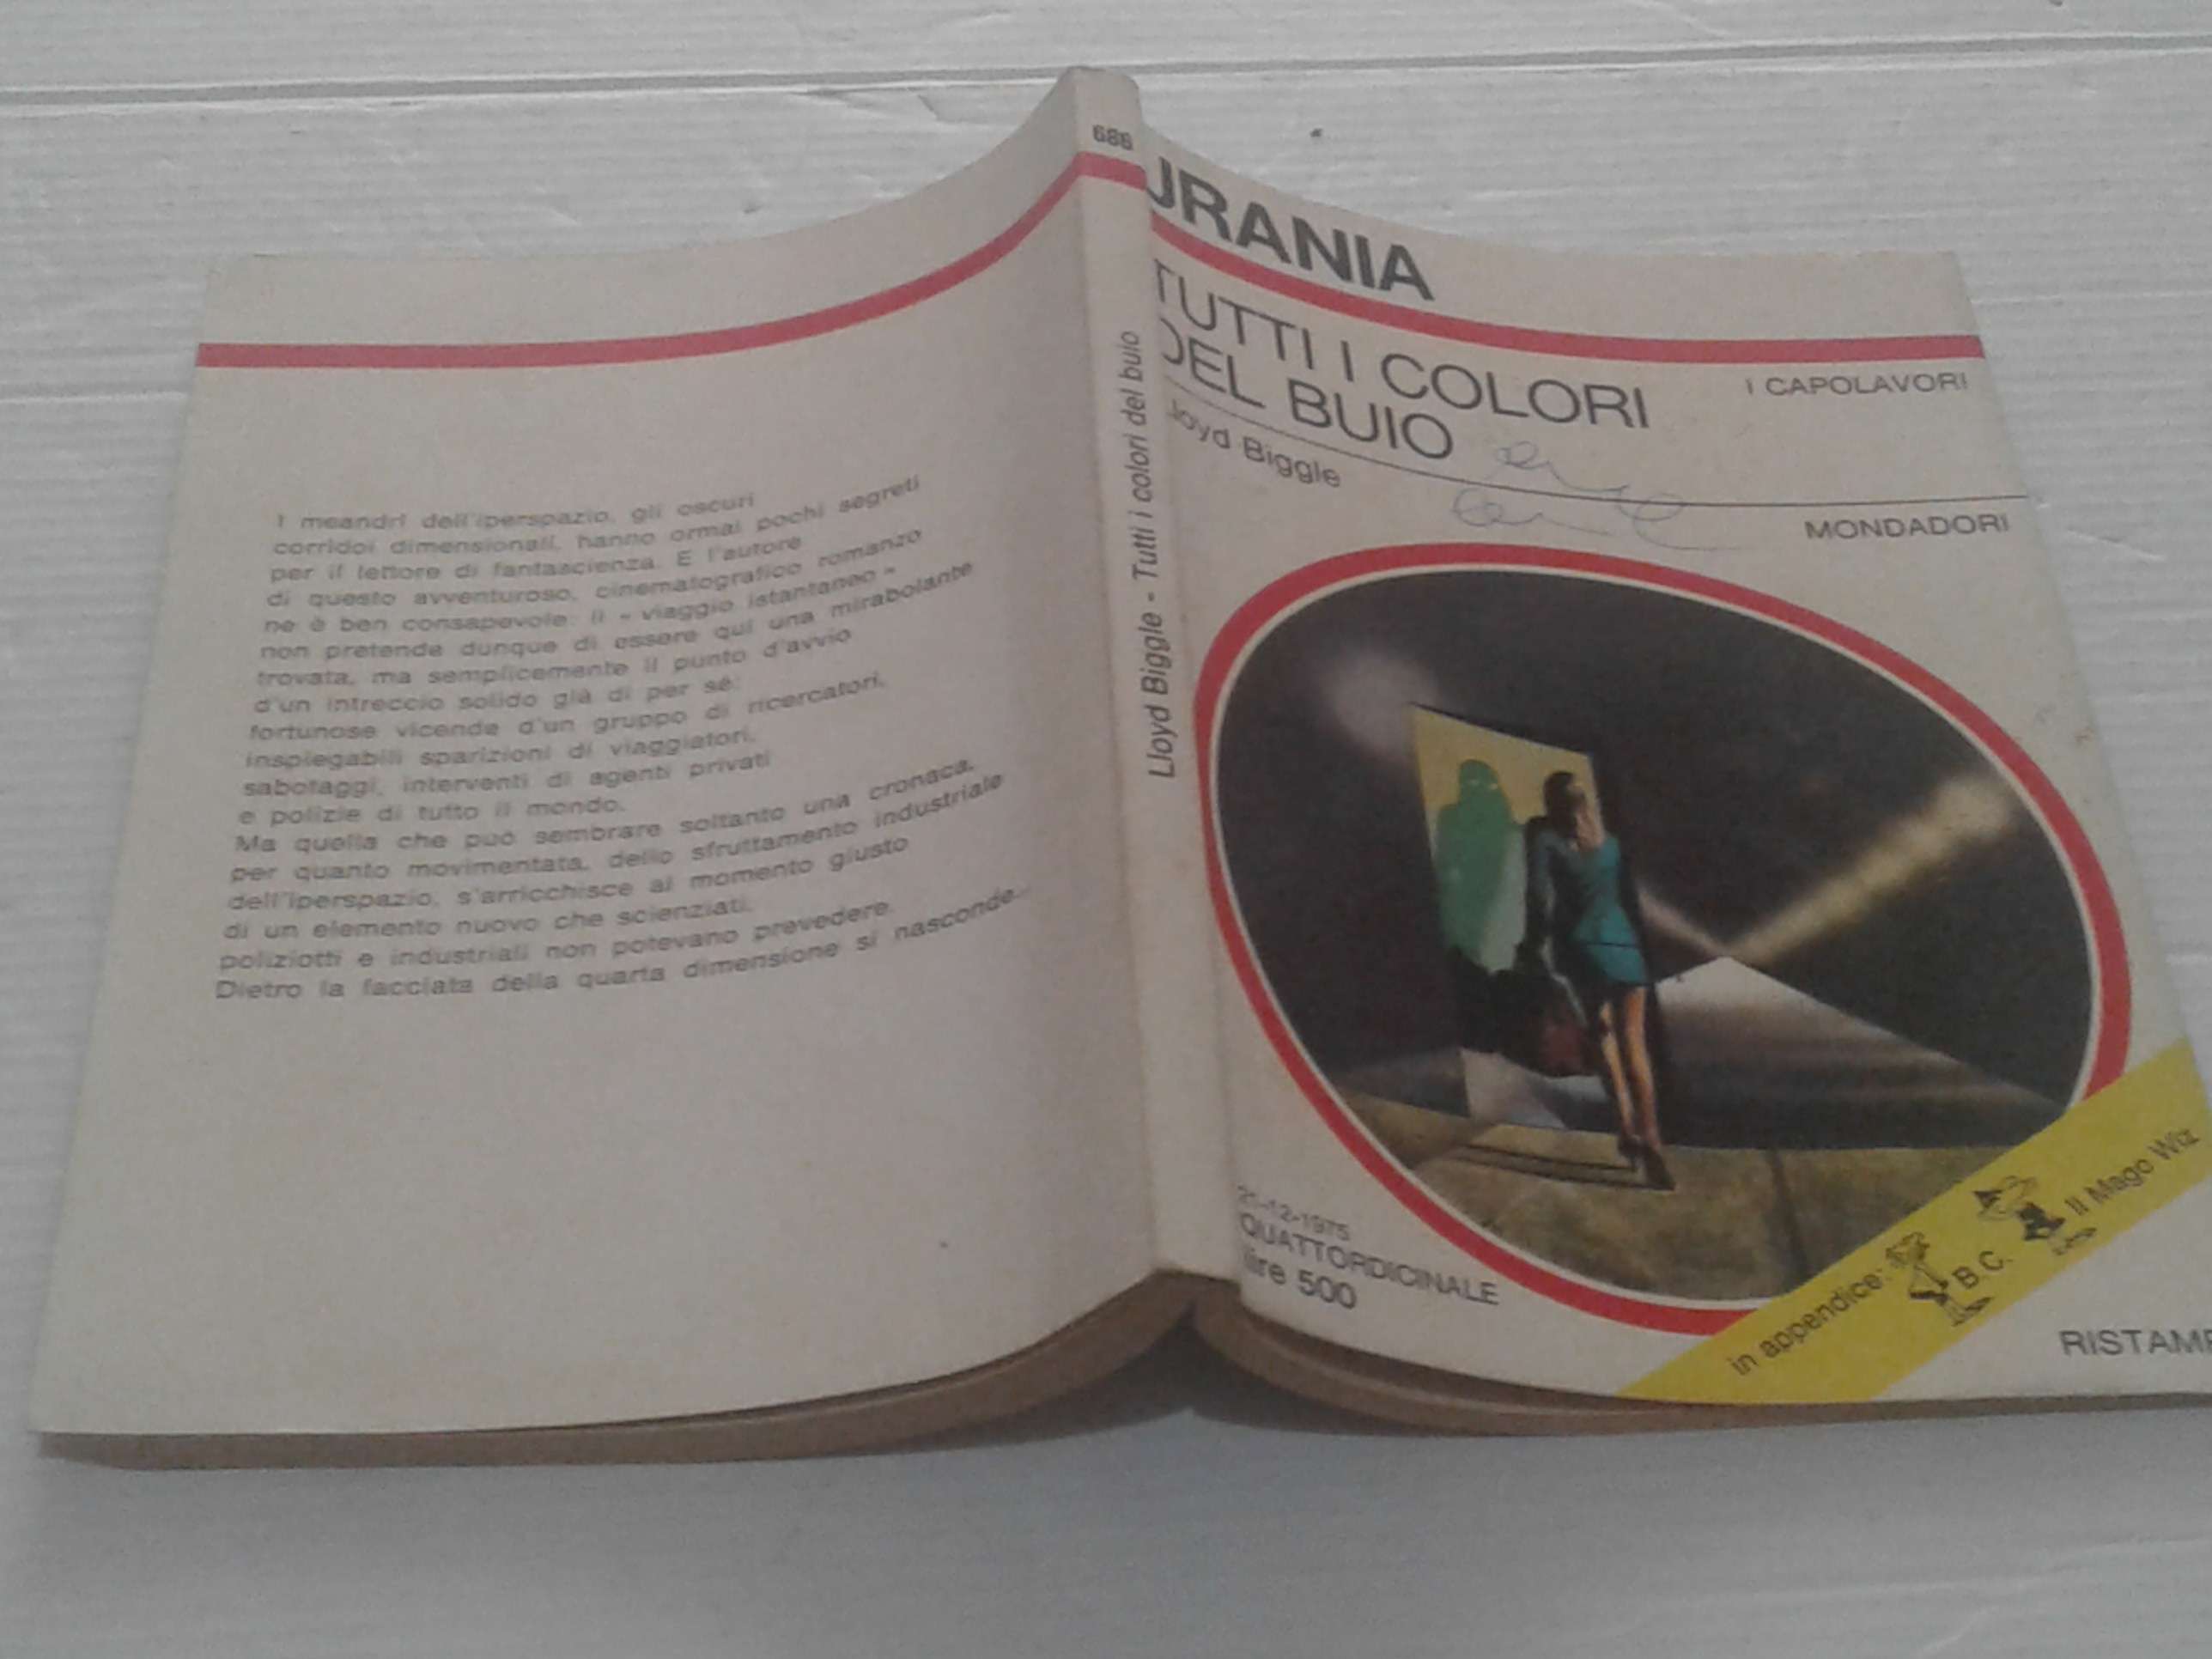 I meandri dell'iperspazio, gli oscuri
corridoi dimensionali, hanno ormai pochi segreti
per il lettore di fantascienza. E l'autore
di questo avventuroso, cinematografico romanzo
ne è ben consapevole: il « viaggio istantaneo »
non pretende dunque di essere qui una mirabolante
trovata, ma semplicemente il punto d'avvio
d'un intreccio solido già di per sé:
fortunose vicende d'un gruppo di ricercatori,
inspiegabili sparizioni di viaggiatori,
sabotaggi, interventi di agenti privati
e polizie di tutto il mondo.
Ma quella che può sembrare soltanto una cronaca,
per quanto movimentata, dello sfruttamento industriale
dell'iperspazio, s'arricchisce al momento giusto
di un elemento nuovo che scienziati,
poliziotti e industriali non potevano prevedere.
Dietro la facciata della quarta dimensione si nasconde...
688
Lloyd Biggle - Tutti i colori del buio
URANIA
TUTTI I COLORI
DEL BUIO
I CAPOLAVORI
Lloyd Biggle
MONDADORI
21-12-1975
QUATTORDICINALE
lire 500
in appendice: B.C. Il Mago Wiz
RISTAMP